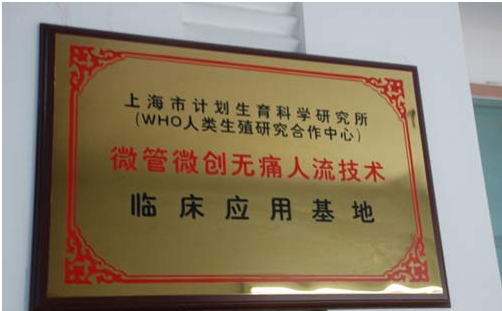 上海市计划生育科学研究所
(WHO人类生殖研究合作中心)
微管微创无痛人流技术
临床应用基地